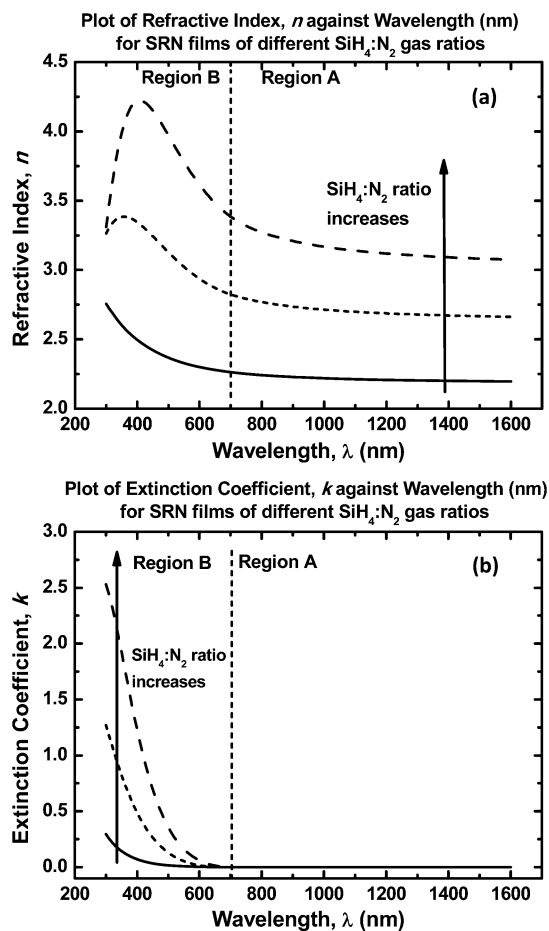 Plot of Refractive Index, n against Wavelength (nm)
for SRN films of different SiH₄:N₂ gas ratios
Region B
Region A
(a)
SiH₄:N₂ ratio
increases
Refractive Index, n
4.5
4.0
3.5
3.0
2.5
2.0
200 400 600 800 1000 1200 1400 1600
Wavelength, λ (nm)
Plot of Extinction Coefficient, k against Wavelength (nm)
for SRN films of different SiH₄:N₂ gas ratios
Region B
Region A
(b)
SiH₄:N₂ ratio
increases
Extinction Coefficient, k
3.0
2.5
2.0
1.5
1.0
0.5
0.0
200 400 600 800 1000 1200 1400 1600
Wavelength, λ (nm)